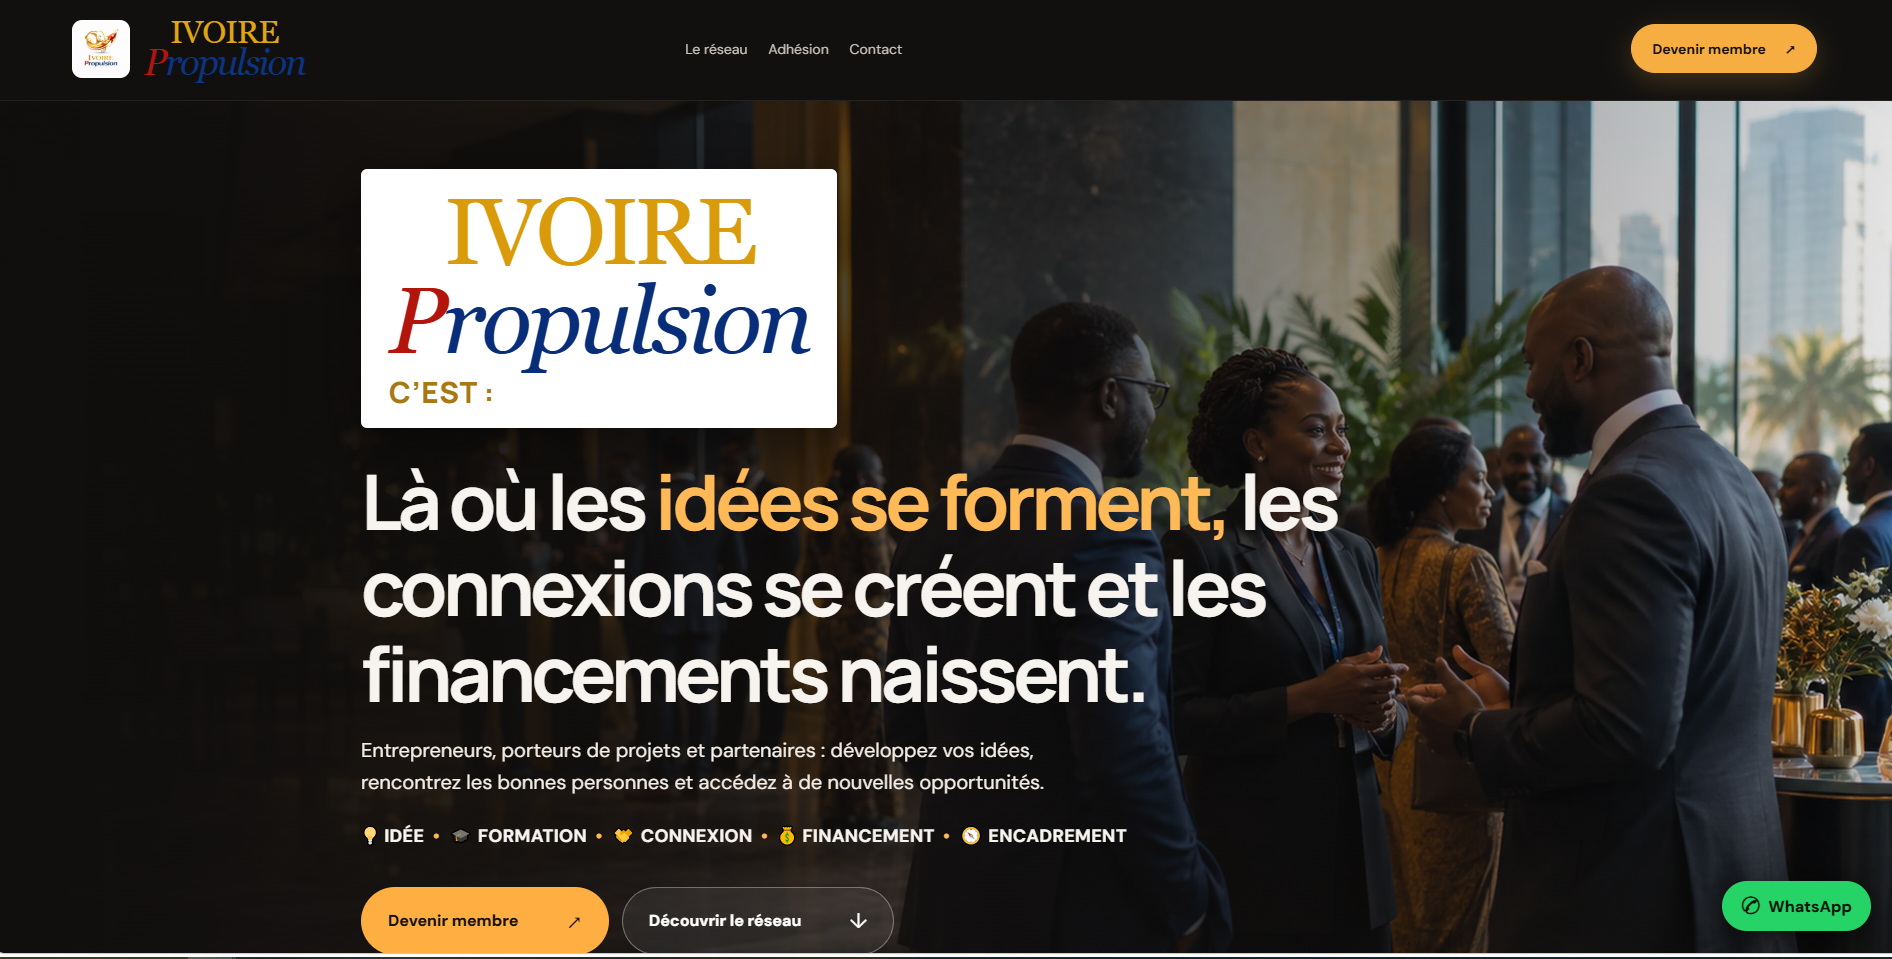 IVOIRE
Propulsion
IVOIRE
Propulsion
Le réseau
Adhésion
Contact
Devenir membre ↗
IVOIRE
Propulsion
C’EST :
Là où les idées se forment, les
connexions se créent et les
financements naissent.
Entrepreneurs, porteurs de projets et partenaires : développez vos idées,
rencontrez les bonnes personnes et accédez à de nouvelles opportunités.
💡 IDÉE • 🎓 FORMATION • 🤝 CONNEXION • 💰 FINANCEMENT • 🧭 ENCADREMENT
Devenir membre ↗
Découvrir le réseau ↓
WhatsApp